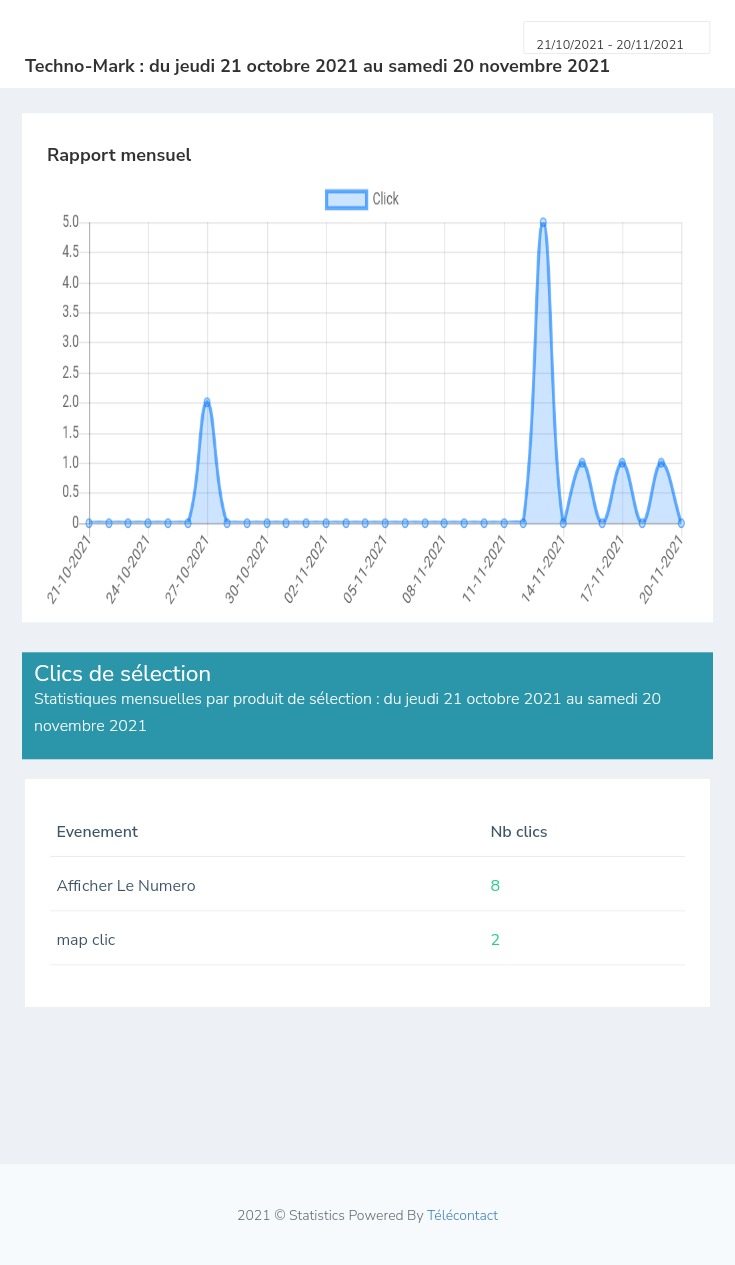 21/10/2021 - 20/11/2021
Techno-Mark : du jeudi 21 octobre 2021 au samedi 20 novembre 2021
Rapport mensuel
Click
5.0
4.5
4.0
3.5
3.0
2.5
2.0
1.5
1.0
0.5
0
21-10-2021
24-10-2021
27-10-2021
30-10-2021
02-11-2021
05-11-2021
08-11-2021
11-11-2021
14-11-2021
17-11-2021
20-11-2021
Clics de sélection
Statistiques mensuelles par produit de sélection : du jeudi 21 octobre 2021 au samedi 20
novembre 2021
Evenement Nb clics
Afficher Le Numero 8
map clic 2
2021 © Statistics Powered By Télécontact